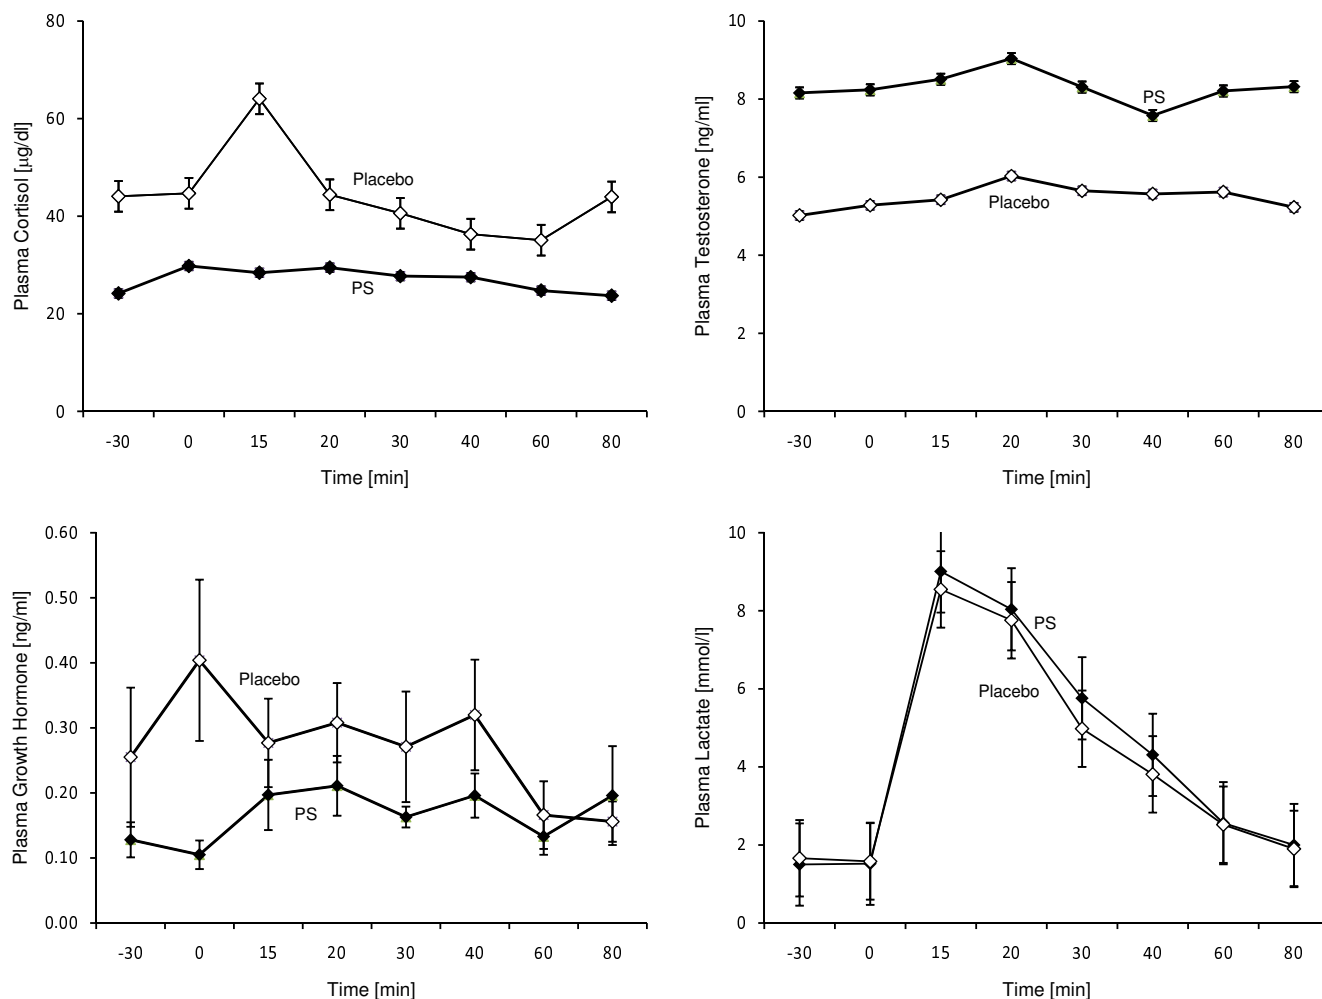 80
60
40
20
0
Plasma Cortisol [µg/dl]
Placebo
PS
-30 0 15 20 30 40 60 80
Time [min]
10
8
6
4
2
0
Plasma Testosterone [ng/ml]
PS
Placebo
-30 0 15 20 30 40 60 80
Time [min]
0.60
0.50
0.40
0.30
0.20
0.10
0.00
Plasma Growth Hormone [ng/ml]
Placebo
PS
-30 0 15 20 30 40 60 80
Time [min]
10
8
6
4
2
0
Plasma Lactate [mmol/l]
PS
Placebo
-30 0 15 20 30 40 60 80
Time [min]